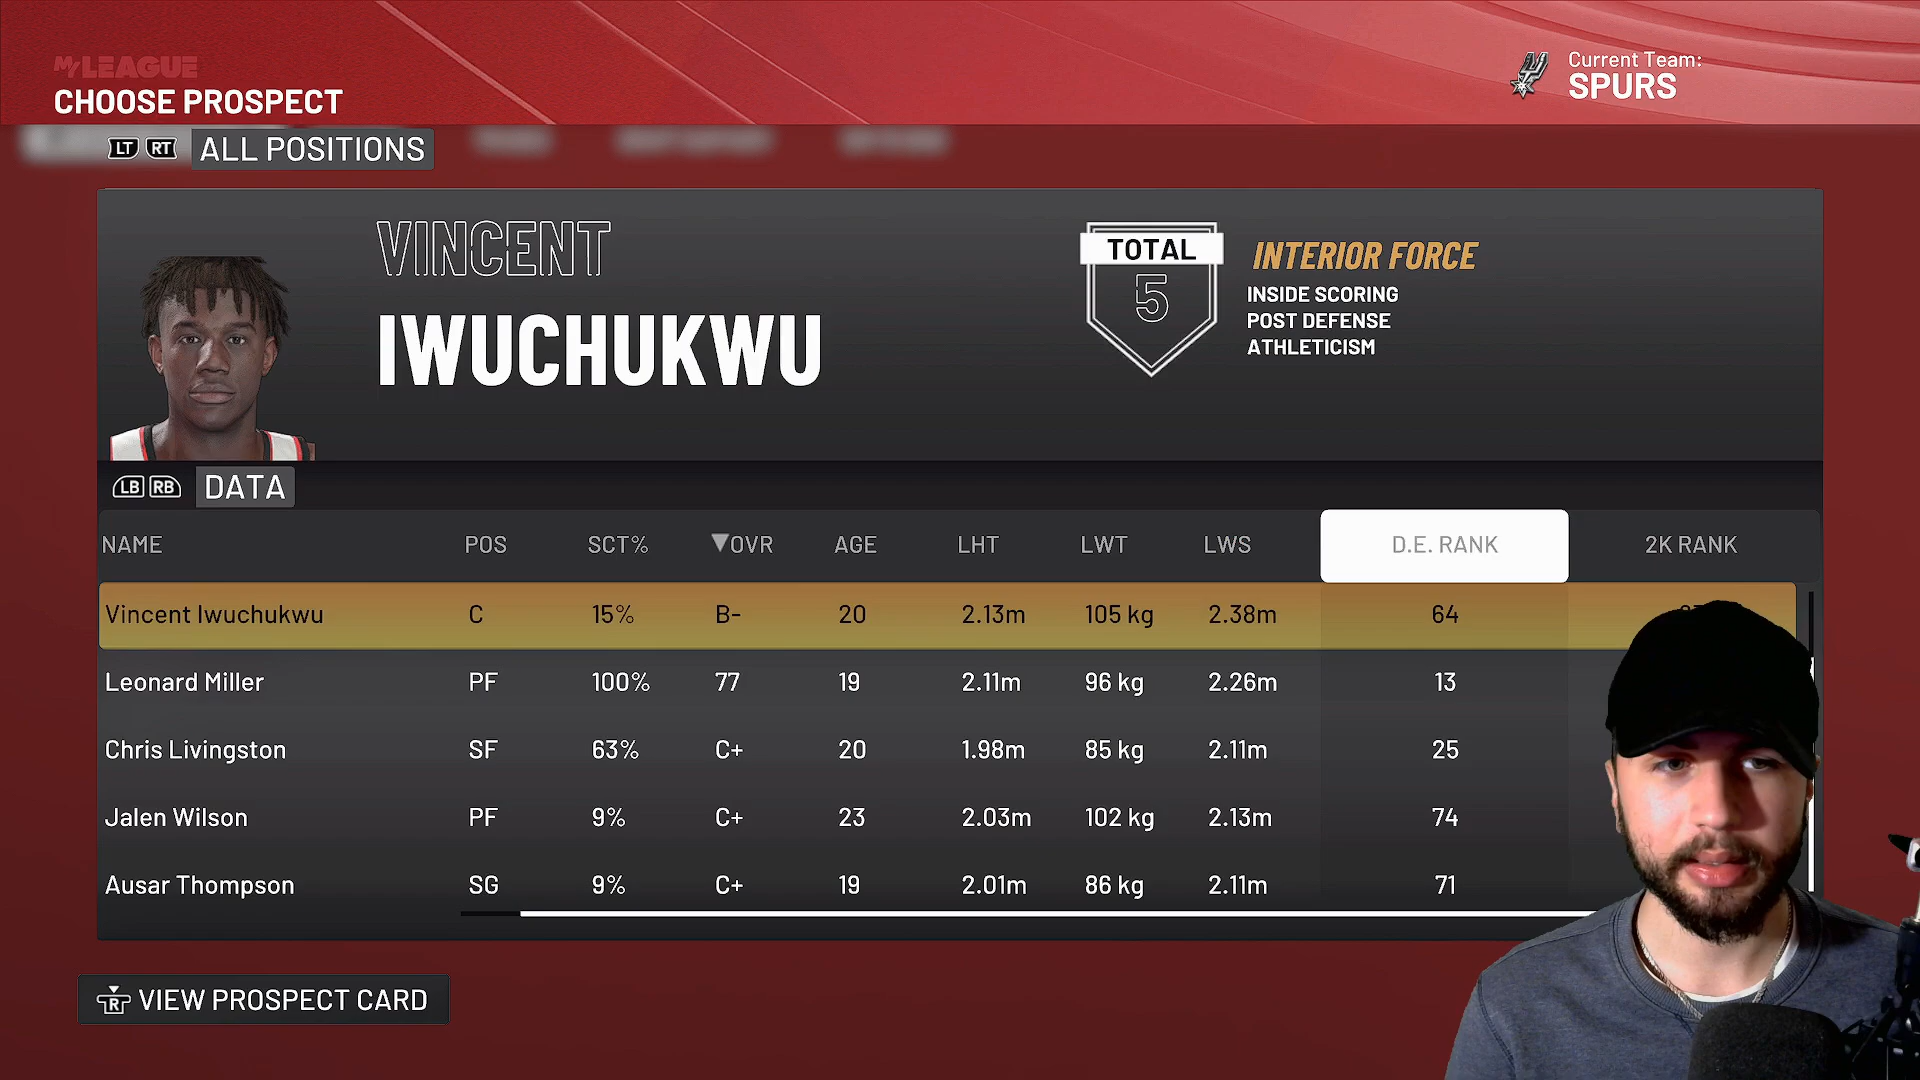 MyLEAGUE
CHOOSE PROSPECT
Current Team:
SPURS
LT RT ALL POSITIONS
VINCENT
IWUCHUKWU
TOTAL
5
INTERIOR FORCE
INSIDE SCORING
POST DEFENSE
ATHLETICISM
LB RB DATA
NAME POS SCT% ▼OVR AGE LHT LWT LWS D.E. RANK 2K RANK
Vincent Iwuchukwu C 15% B- 20 2.13m 105 kg 2.38m 64
Leonard Miller PF 100% 77 19 2.11m 96 kg 2.26m 13
Chris Livingston SF 63% C+ 20 1.98m 85 kg 2.11m 25
Jalen Wilson PF 9% C+ 23 2.03m 102 kg 2.13m 74
Ausar Thompson SG 9% C+ 19 2.01m 86 kg 2.11m 71
R VIEW PROSPECT CARD